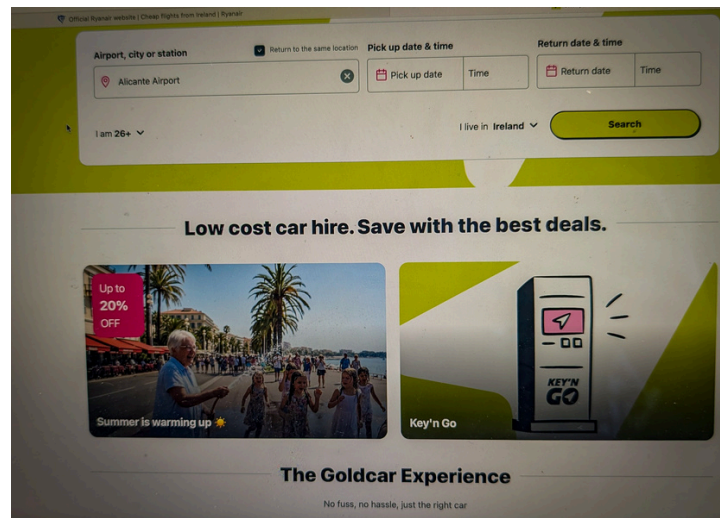 Official Ryanair website | Cheap flights from Ireland | Ryanair
Airport, city or station
Return to the same location
Pick up date & time
Return date & time
Alicante Airport
Pick up date
Time
Return date
Time
I am 26+
I live in Ireland
Search
Low cost car hire. Save with the best deals.
Up to
20%
OFF
Summer is warming up
Key'n Go
KEY'N
GO
The Goldcar Experience
No fuss, no hassle, just the right car